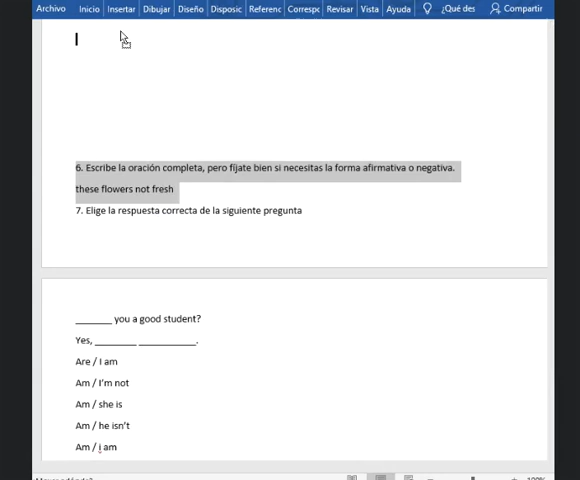 Archivo Inicio Insertar Dibujar Diseño Disposic Referenc Correspc Revisar Vista Ayuda ¿Qué des Compartir
6. Escribe la oración completa, pero fíjate bien si necesitas la forma afirmativa o negativa.
these flowers not fresh
7. Elige la respuesta correcta de la siguiente pregunta
_______ you a good student?
Yes, ________ ___________.
Are / I am
Am / I'm not
Am / she is
Am / he isn't
Am / i am